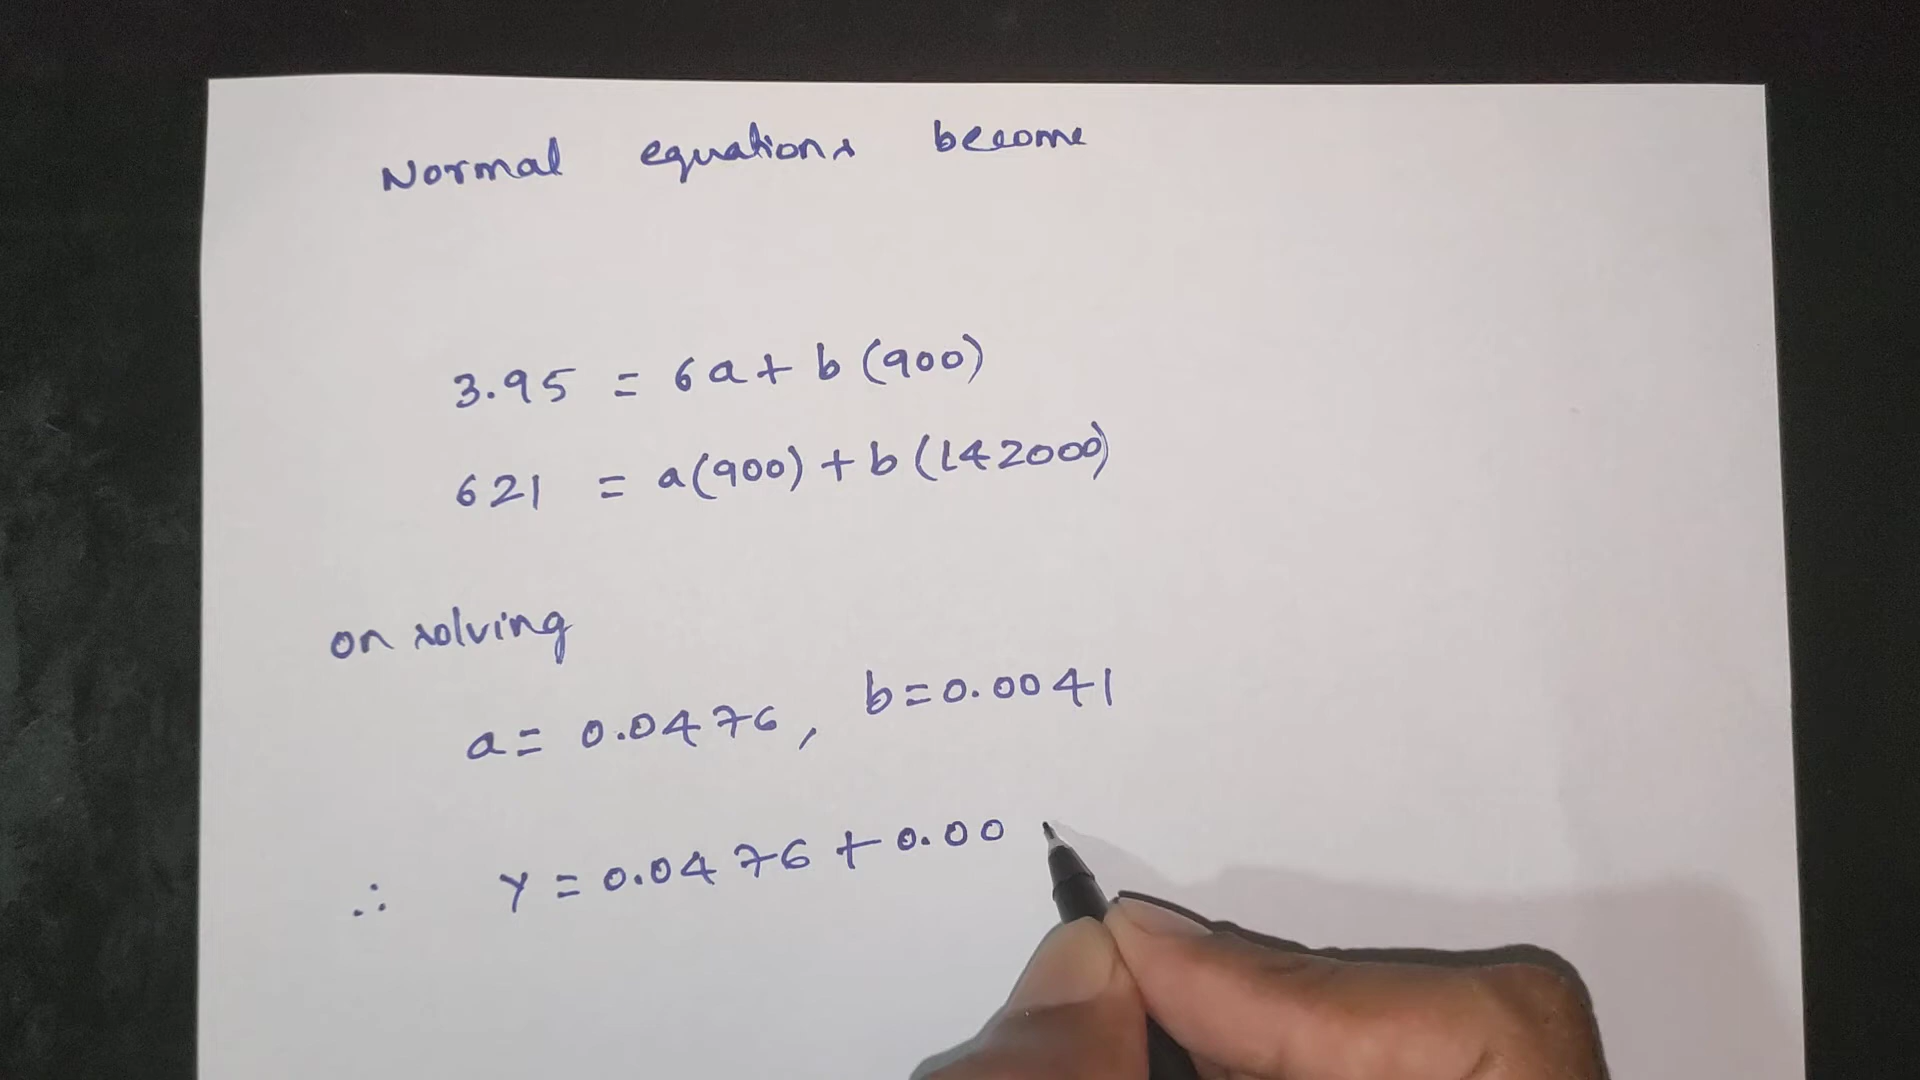 Normal equations become
3.95 = 6a + b (900)
621 = a(900) + b (142000)
on solving
a = 0.0476, b = 0.0041
∴ Y = 0.0476 + 0.00